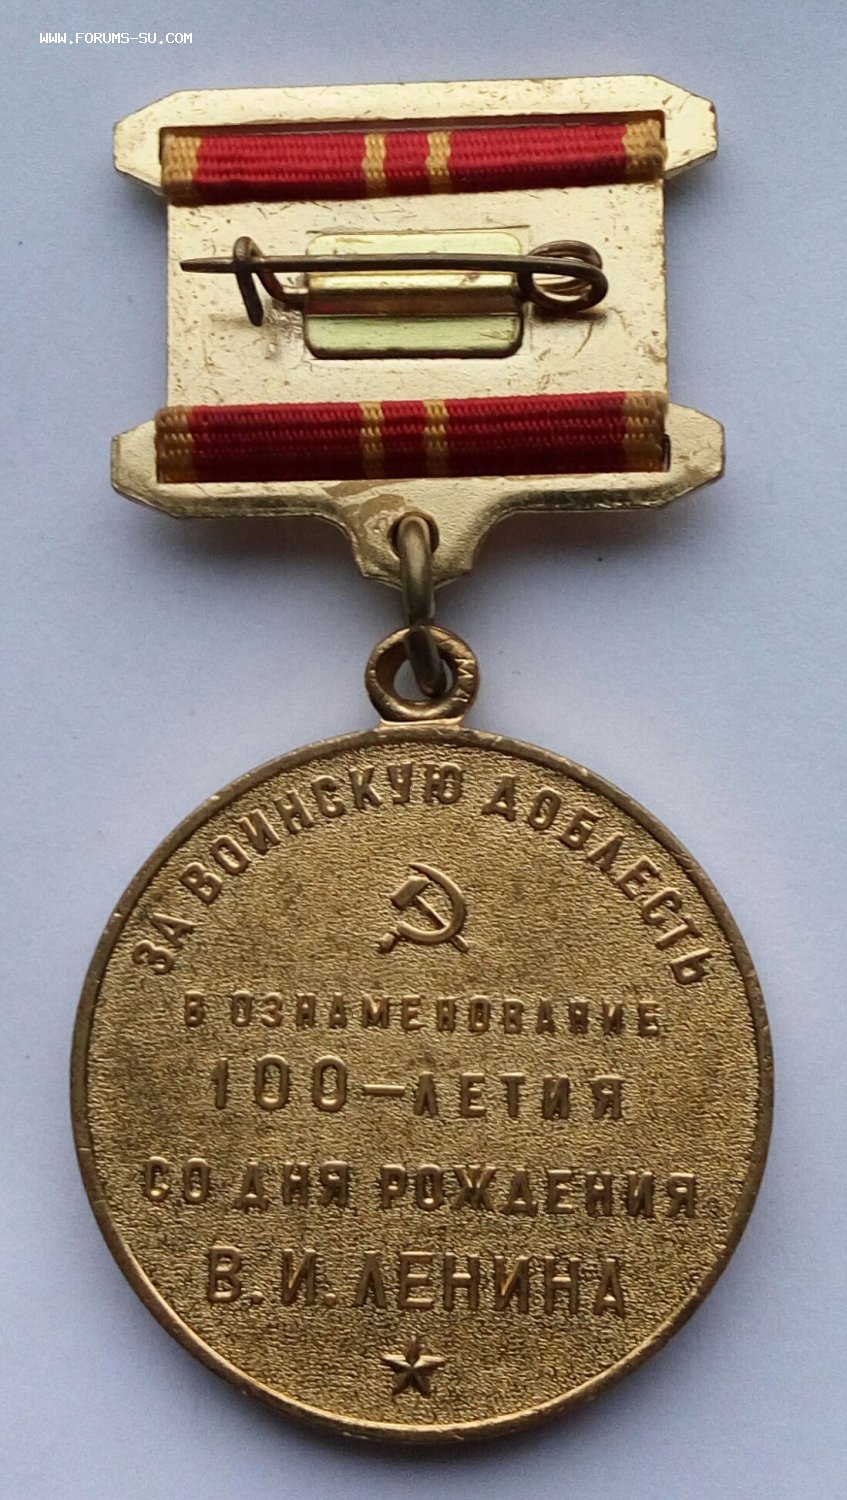 WWW.FORUMS-SU.COM
ЗА ВОИНСКУЮ ДОБЛЕСТЬ
В ОЗНАМЕНОВАНИЕ
100-ЛЕТИЯ
СО ДНЯ РОЖДЕНИЯ
В.И.ЛЕНИНА